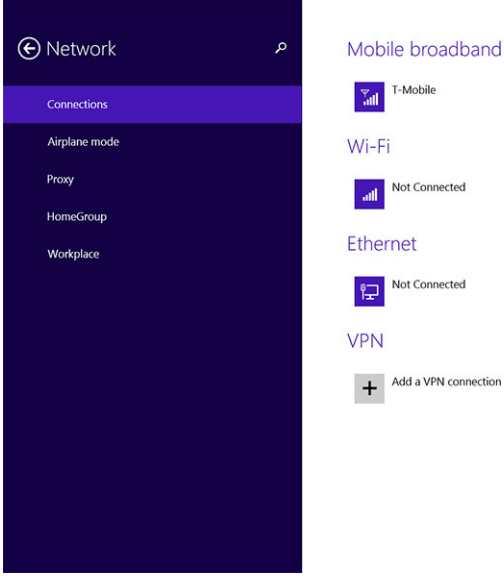 Network
Connections
Airplane mode
Proxy
HomeGroup
Workplace
Mobile broadband
T-Mobile
Wi-Fi
Not Connected
Ethernet
Not Connected
VPN
Add a VPN connection